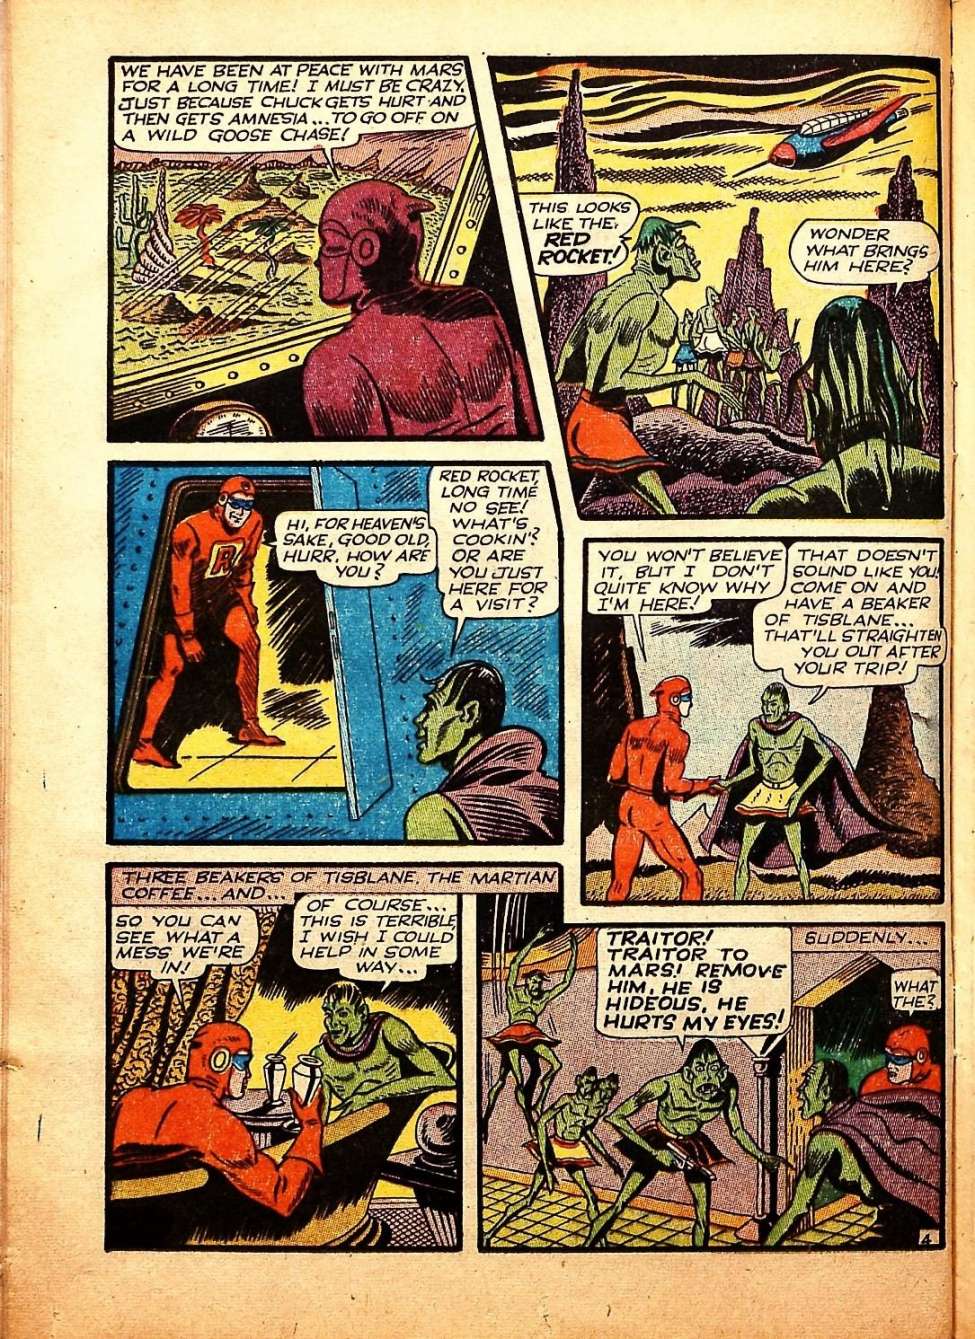 WE HAVE BEEN AT PEACE WITH MARS
FOR A LONG TIME! I MUST BE CRAZY,
JUST BECAUSE CHUCK GETS HURT AND
THEN GETS AMNESIA...TO GO OFF ON
A WILD GOOSE CHASE!
THIS LOOKS
LIKE THE,
RED
ROCKET!
WONDER
WHAT BRINGS
HIM HERE?
R
HI, FOR HEAVEN'S
SAKE, GOOD OLD
HURR. HOW ARE
YOU?
RED ROCKET,
LONG TIME
NO SEE!
WHAT'S
COOKIN'?
OR ARE
YOU JUST
HERE FOR
A VISIT?
YOU WON'T BELIEVE
IT, BUT I DON'T
QUITE KNOW WHY
I'M HERE!
THAT DOESN'T
SOUND LIKE YOU!
COME ON AND
HAVE A BEAKER
OF TISBLANE...
THAT'LL STRAIGHTEN
YOU OUT AFTER
YOUR TRIP!
THREE BEAKERS OF TISBLANE, THE MARTIAN
COFFEE...AND...
SO YOU CAN
SEE WHAT A
MESS WE'RE
IN!
OF COURSE...
THIS IS TERRIBLE,
I WISH I COULD
HELP IN SOME
WAY...
SUDDENLY...
TRAITOR!
TRAITOR TO
MARS! REMOVE
HIM, HE IS
HIDEOUS, HE
HURTS MY EYES!
WHAT
THE?
4